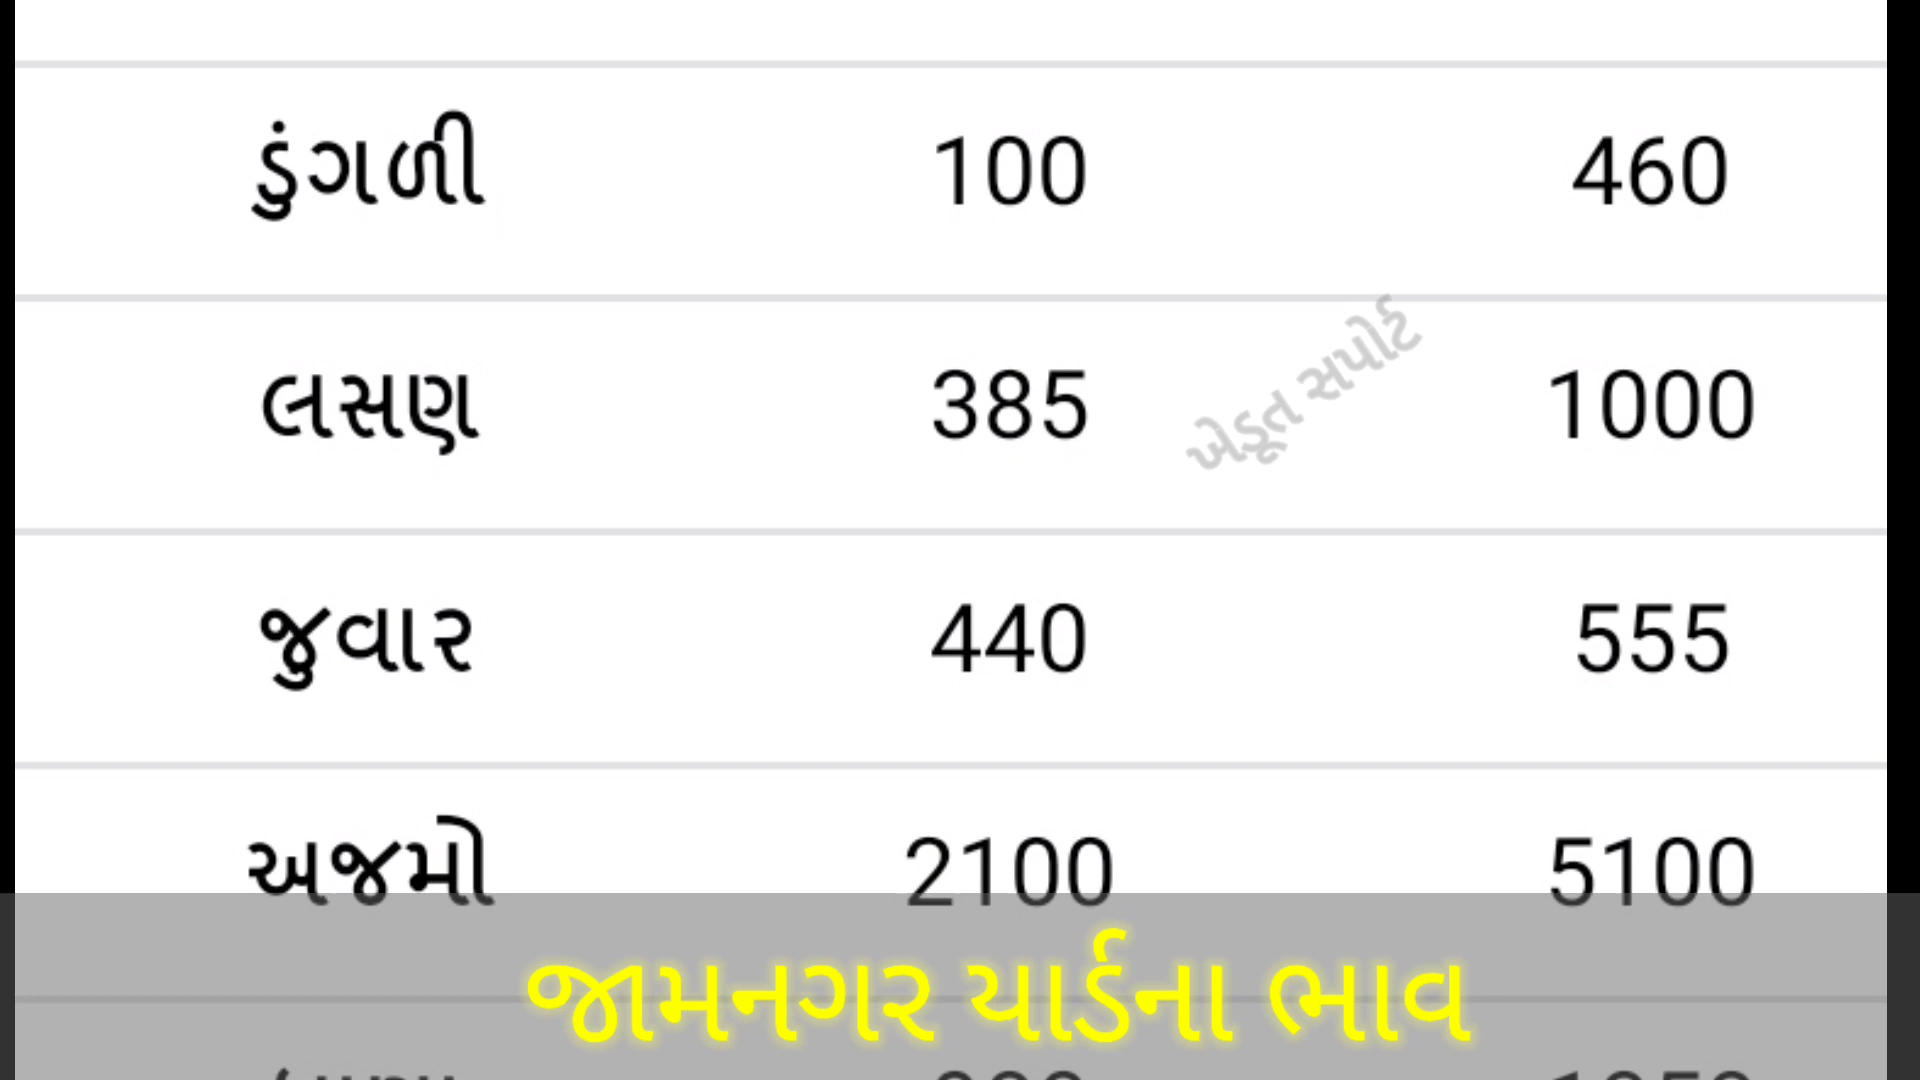 ડુંગળી 100 460
લસણ 385 1000
ખેડૂત સપોર્ટ
જુવાર 440 555
અજમો 2100 5100
જામનગર યાર્ડના ભાવ